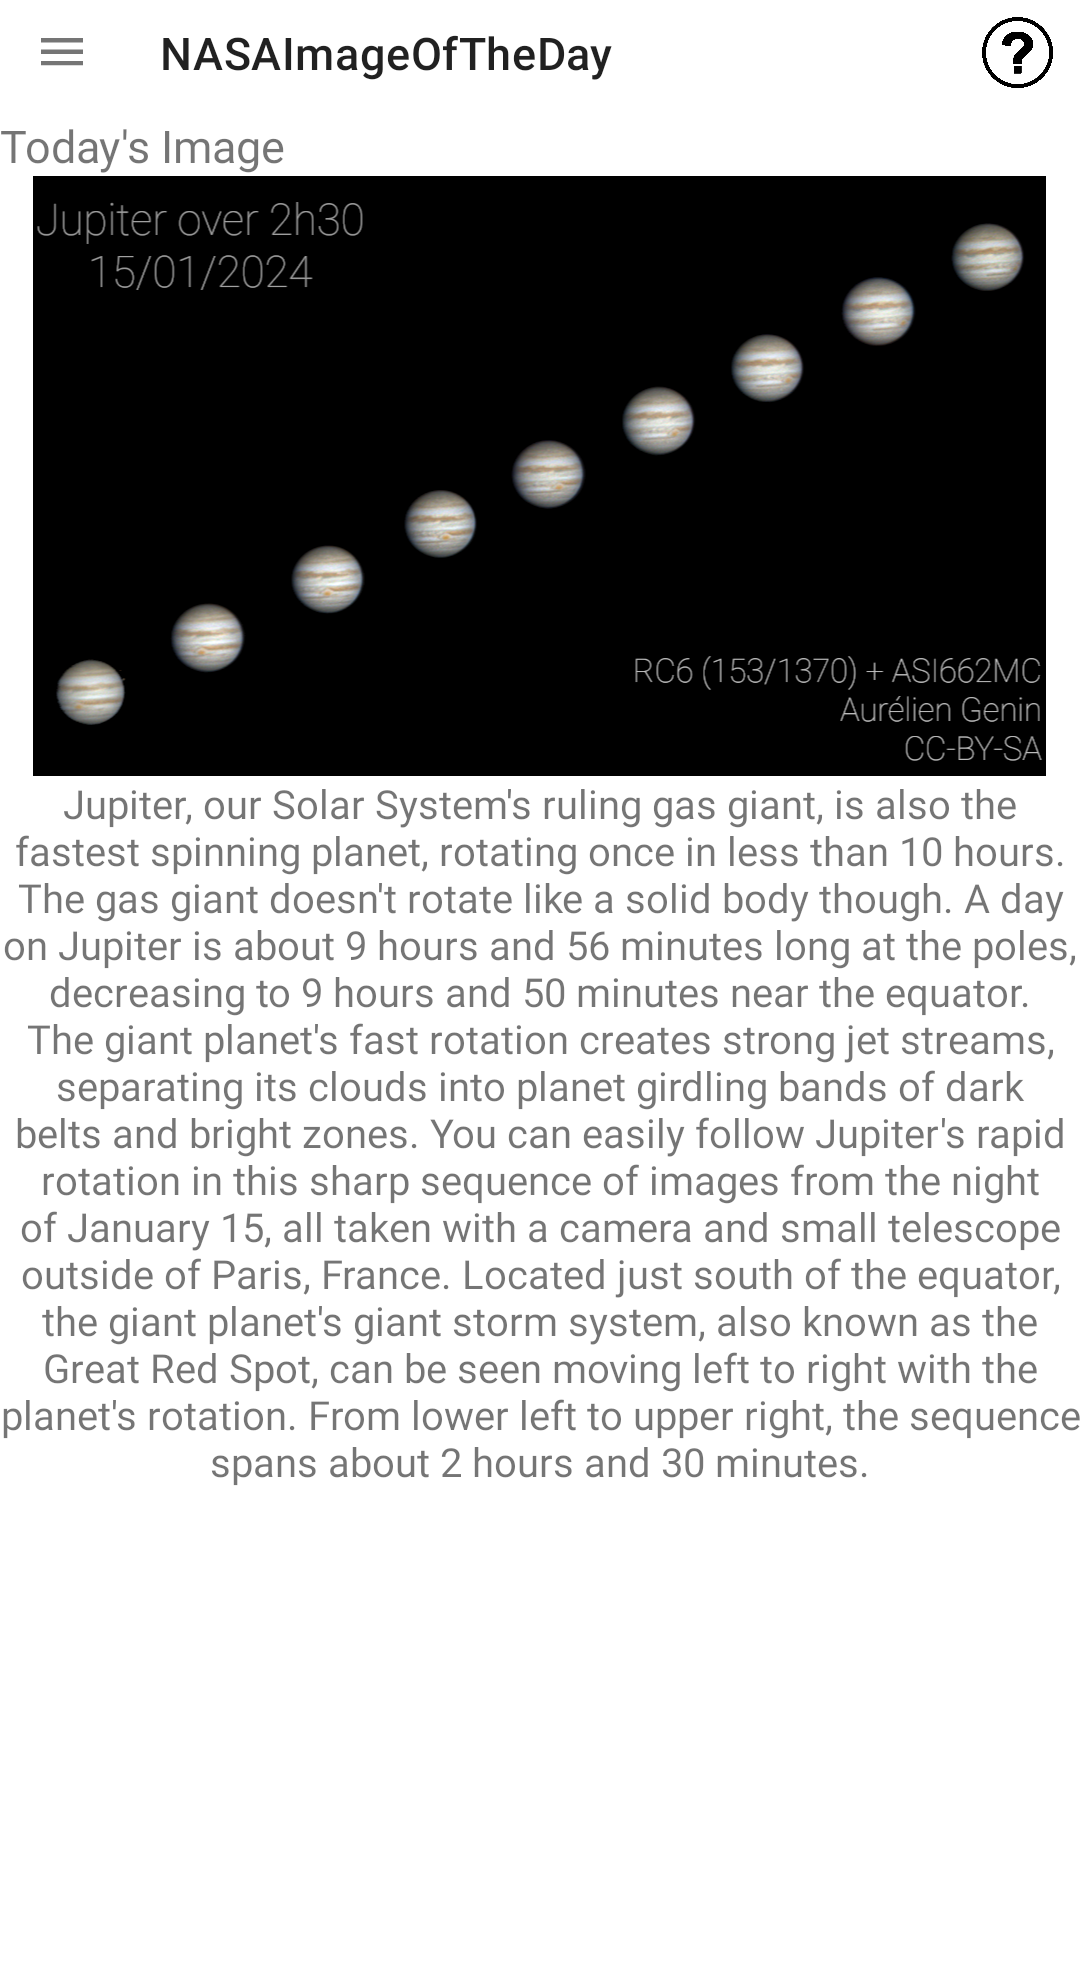 NASAImageOfTheDay
?
Today's Image
Jupiter over 2h30
15/01/2024
RC6 (153/1370) + ASI662MC
Aurélien Genin
CC-BY-SA
Jupiter, our Solar System's ruling gas giant, is also the
fastest spinning planet, rotating once in less than 10 hours.
The gas giant doesn't rotate like a solid body though. A day
on Jupiter is about 9 hours and 56 minutes long at the poles,
decreasing to 9 hours and 50 minutes near the equator.
The giant planet's fast rotation creates strong jet streams,
separating its clouds into planet girdling bands of dark
belts and bright zones. You can easily follow Jupiter's rapid
rotation in this sharp sequence of images from the night
of January 15, all taken with a camera and small telescope
outside of Paris, France. Located just south of the equator,
the giant planet's giant storm system, also known as the
Great Red Spot, can be seen moving left to right with the
planet's rotation. From lower left to upper right, the sequence
spans about 2 hours and 30 minutes.